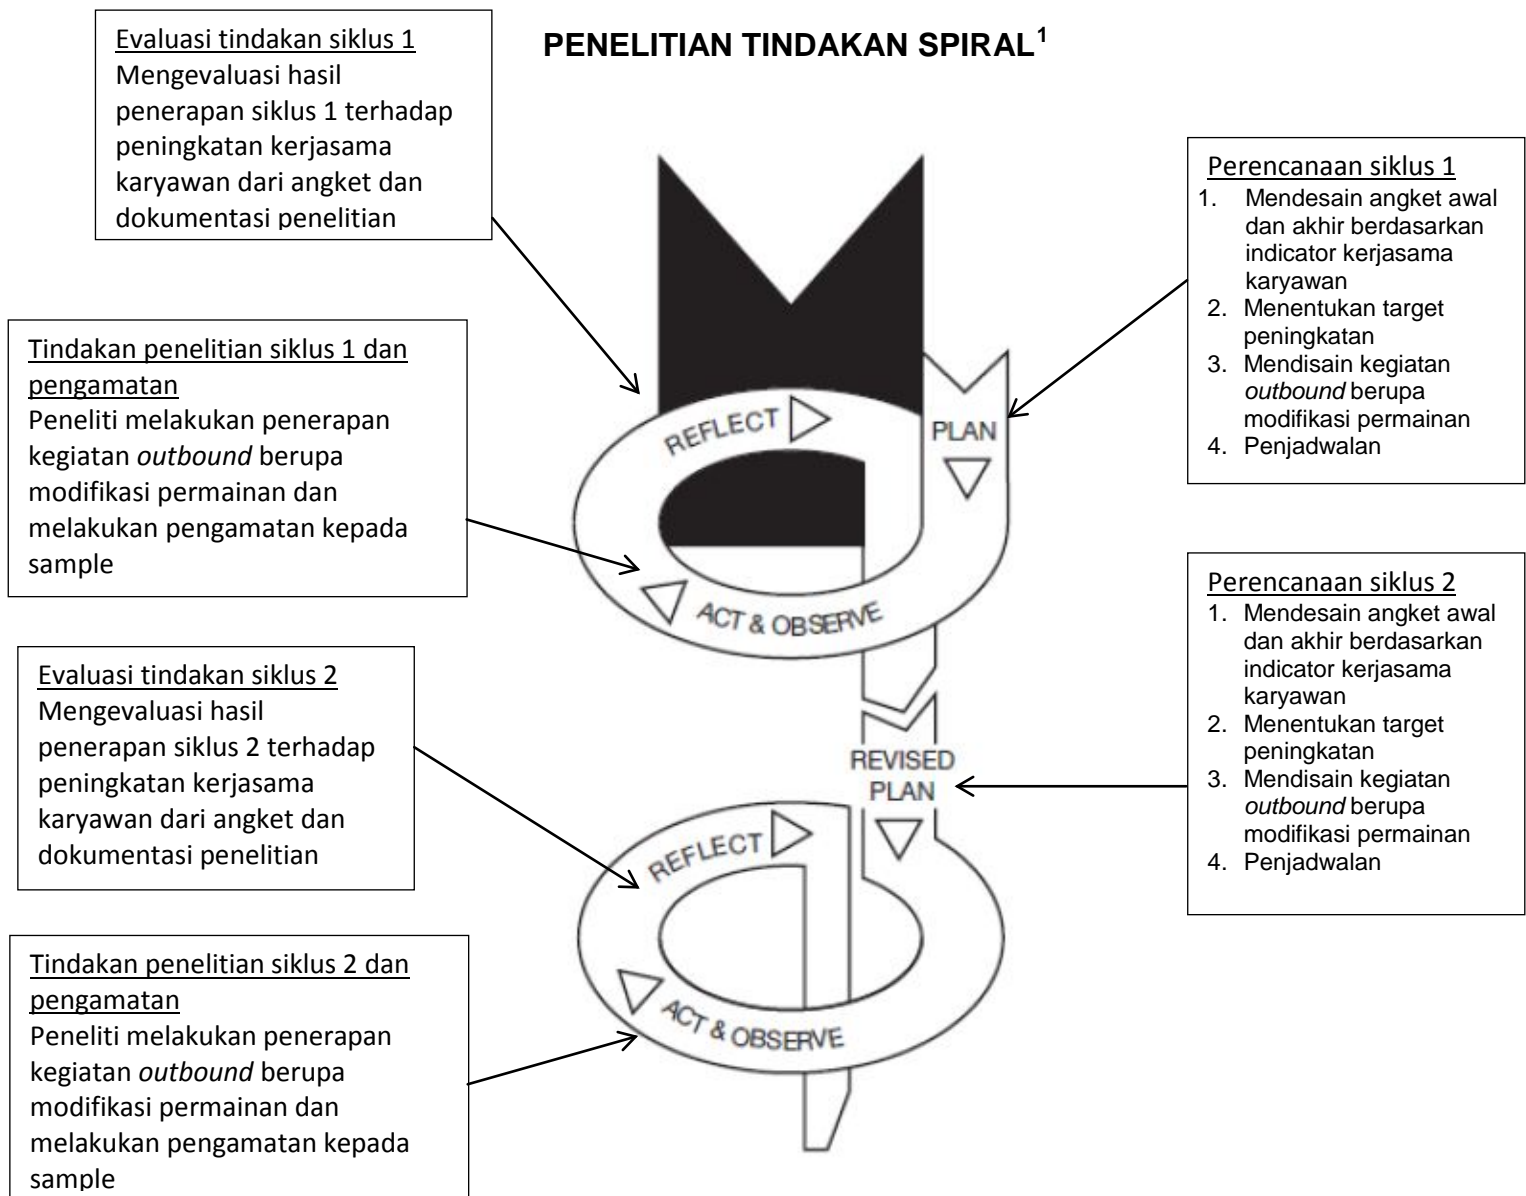 PENELITIAN TINDAKAN SPIRAL¹
Evaluasi tindakan siklus 1
Mengevaluasi hasil
penerapan siklus 1 terhadap
peningkatan kerjasama
karyawan dari angket dan
dokumentasi penelitian
Perencanaan siklus 1
1. Mendesain angket awal
dan akhir berdasarkan
indicator kerjasama
karyawan
2. Menentukan target
peningkatan
3. Mendisain kegiatan
outbound berupa
modifikasi permainan
4. Penjadwalan
Tindakan penelitian siklus 1 dan
pengamatan
Peneliti melakukan penerapan
kegiatan outbound berupa
modifikasi permainan dan
melakukan pengamatan kepada
sample
REFLECT
PLAN
ACT & OBSERVE
Perencanaan siklus 2
1. Mendesain angket awal
dan akhir berdasarkan
indicator kerjasama
karyawan
2. Menentukan target
peningkatan
3. Mendisain kegiatan
outbound berupa
modifikasi permainan
4. Penjadwalan
Evaluasi tindakan siklus 2
Mengevaluasi hasil
penerapan siklus 2 terhadap
peningkatan kerjasama
karyawan dari angket dan
dokumentasi penelitian
REVISED
PLAN
REFLECT
ACT & OBSERVE
Tindakan penelitian siklus 2 dan
pengamatan
Peneliti melakukan penerapan
kegiatan outbound berupa
modifikasi permainan dan
melakukan pengamatan kepada
sample